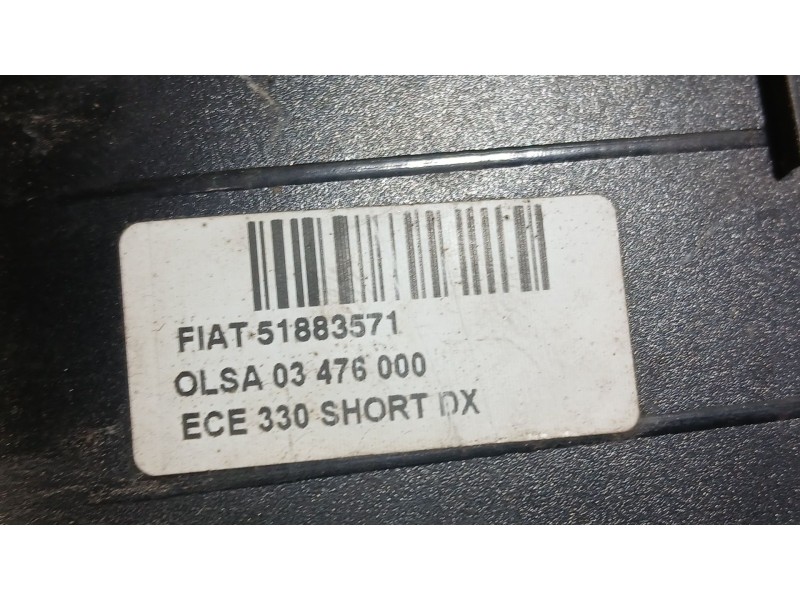 FIAT 51883571
OLSA 03 476 000
ECE 330 SHORT DX